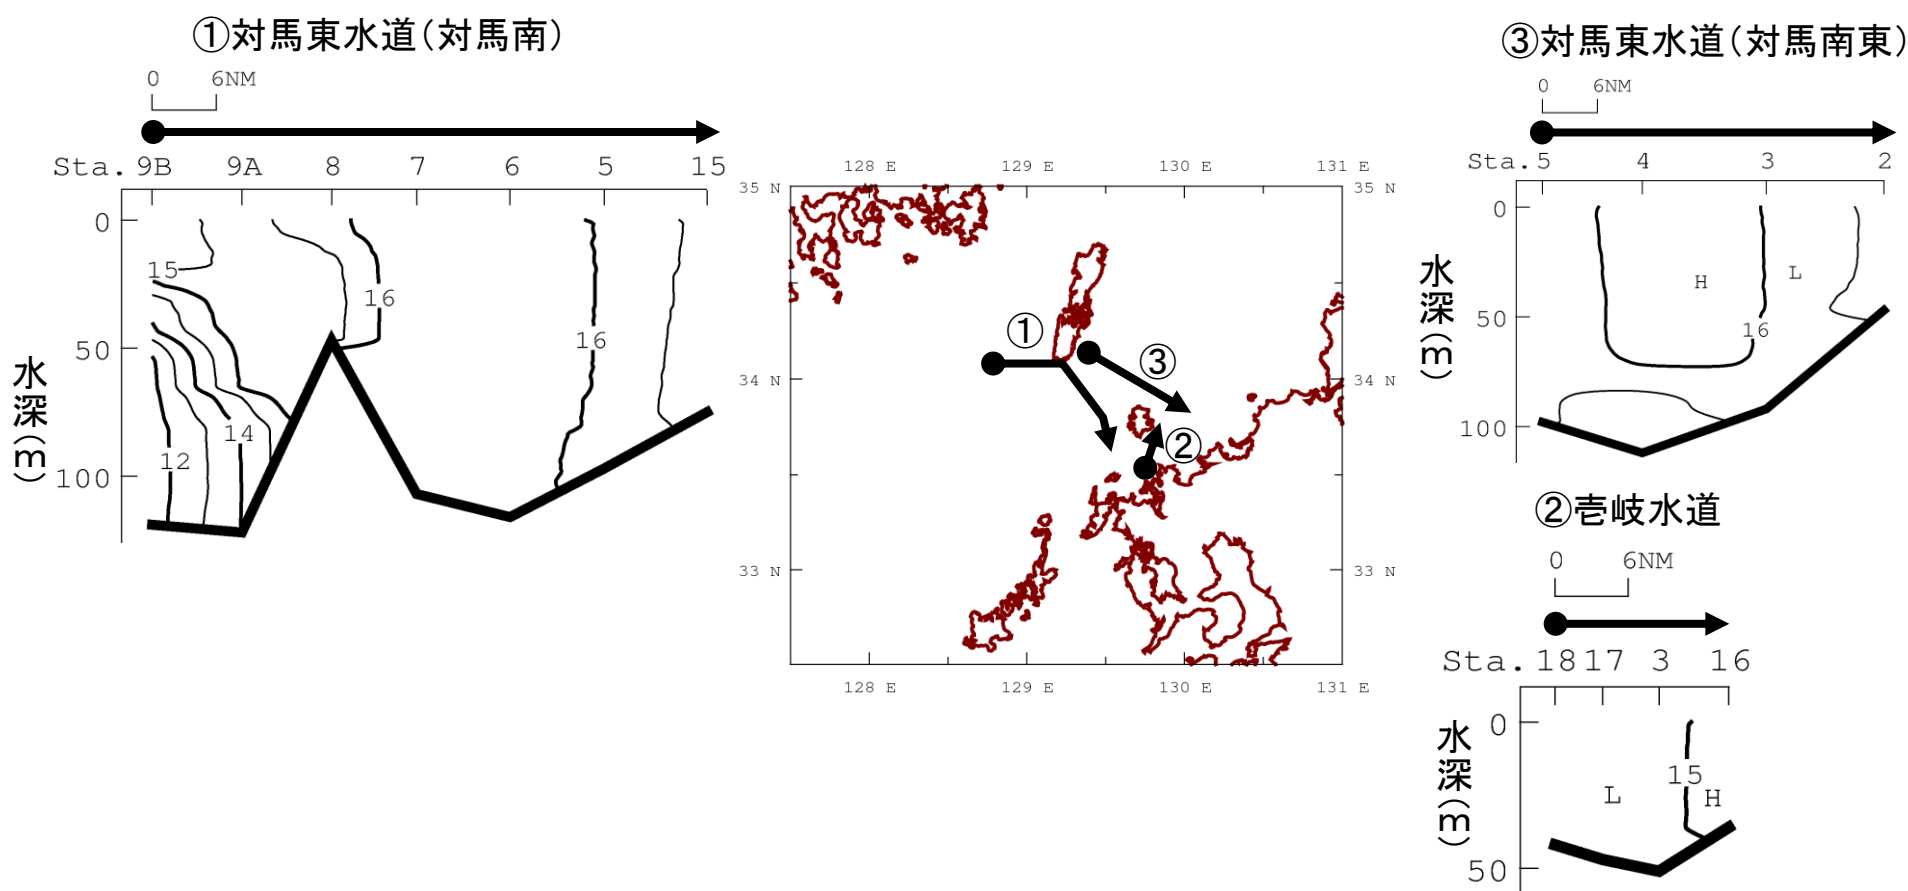 ①対馬東水道(対馬南)
0 6NM
Sta.9B 9A 8 7 6 5 15
0
50
100
水深(m)
15
16
16
14
12
128 E 129 E 130 E 131 E
35 N 35 N
34 N 34 N
33 N 33 N
128 E 129 E 130 E 131 E
①
③
②
③対馬東水道(対馬南東)
0 6NM
Sta.5 4 3 2
0
50
100
水深(m)
H
L
16
②壱岐水道
0 6NM
Sta.18 17 3 16
0
50
水深(m)
15
L
H